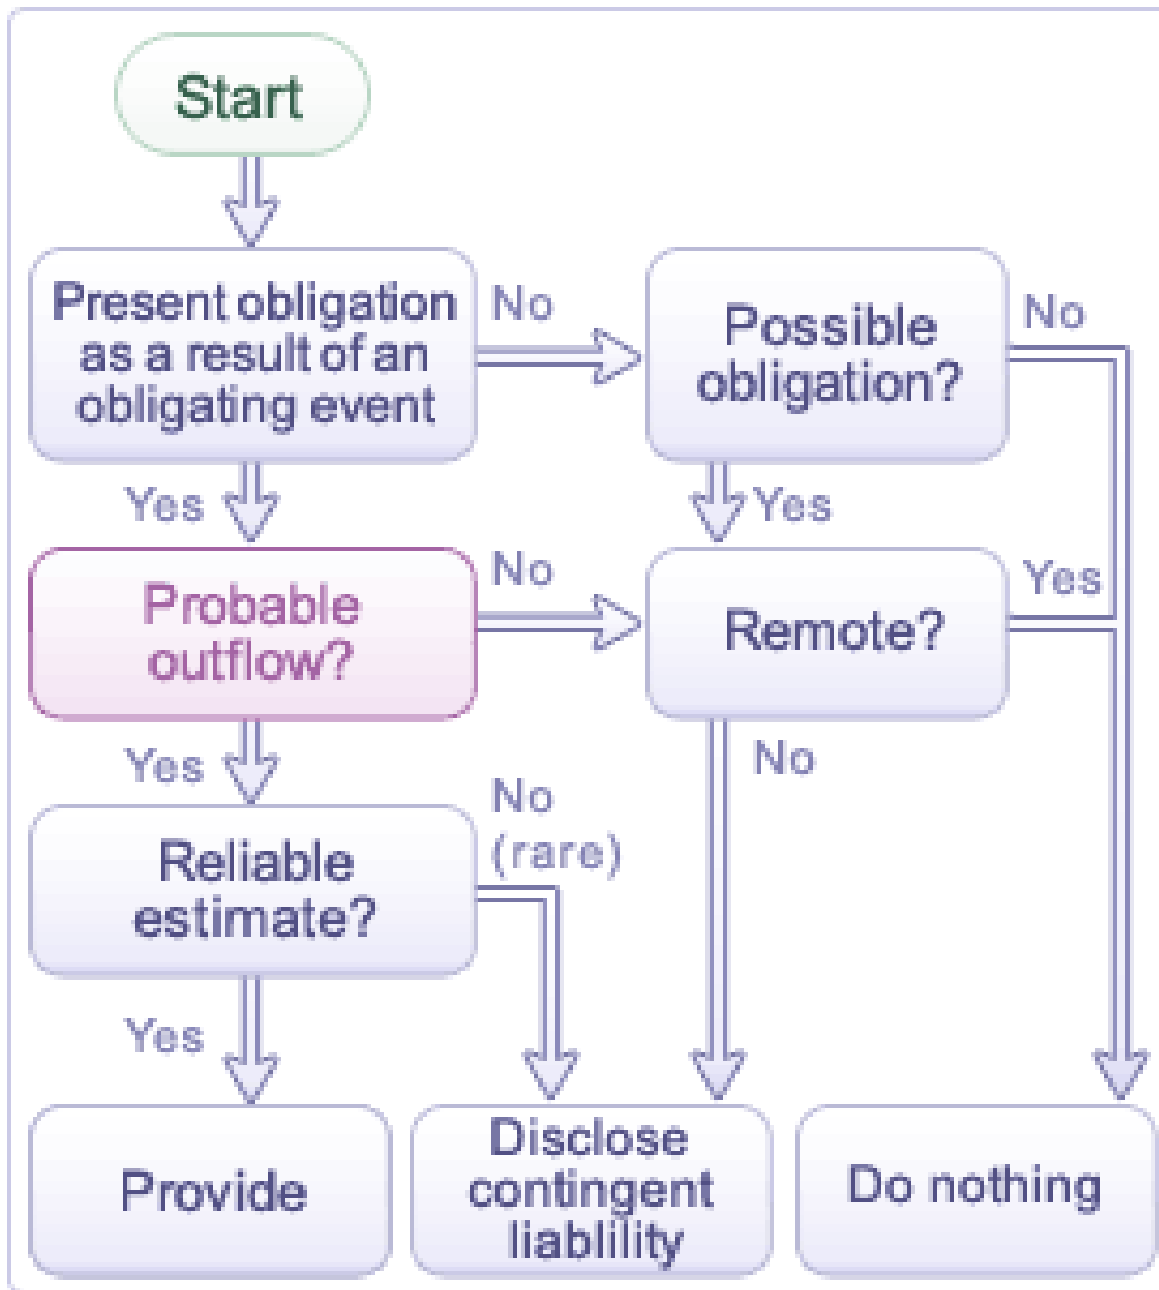 Start
Present obligation
as a result of an
obligating event
No
Possible
obligation?
No
Yes
Yes
Probable
outflow?
No
Remote?
Yes
Yes
No
Reliable
estimate?
No
(rare)
Yes
Provide
Disclose
contingent
liablility
Do nothing